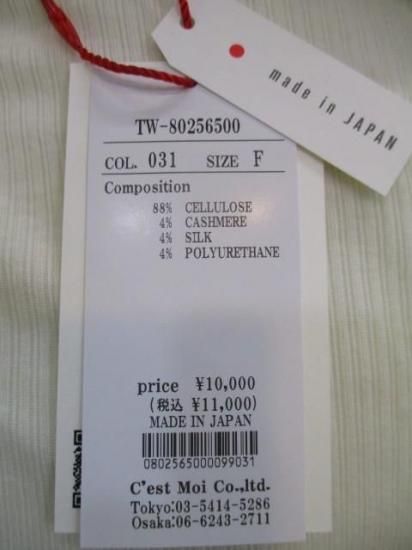 made in JAPAN
TW-80256500
COL. 031 SIZE F
Composition
88% CELLULOSE
4% CASHMERE
4% SILK
4% POLYURETHANE
price ¥10,000
(税込 ¥11,000)
MADE IN JAPAN
0802565000099031
C'est Moi Co.,ltd.
Tokyo:03-5414-5286
Osaka:06-6243-2711